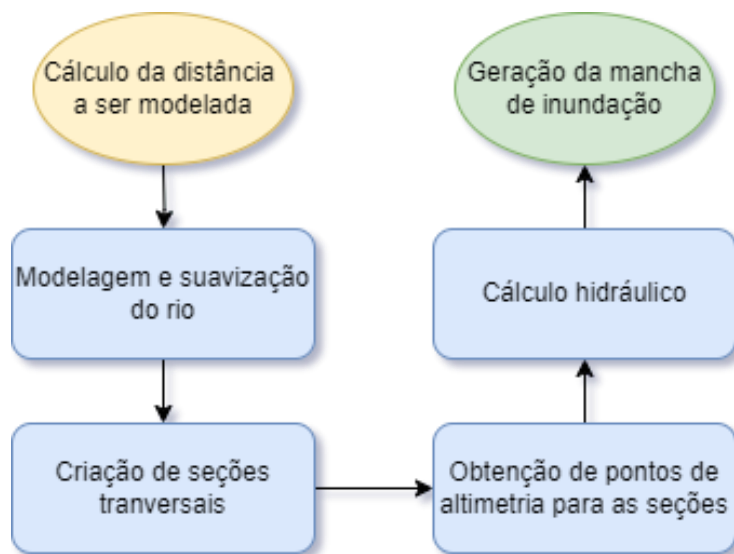 Cálculo da distância
a ser modelada
Modelagem e suavização
do rio
Criação de seções
tranversais
Obtenção de pontos de
altimetria para as seções
Cálculo hidráulico
Geração da mancha
de inundação